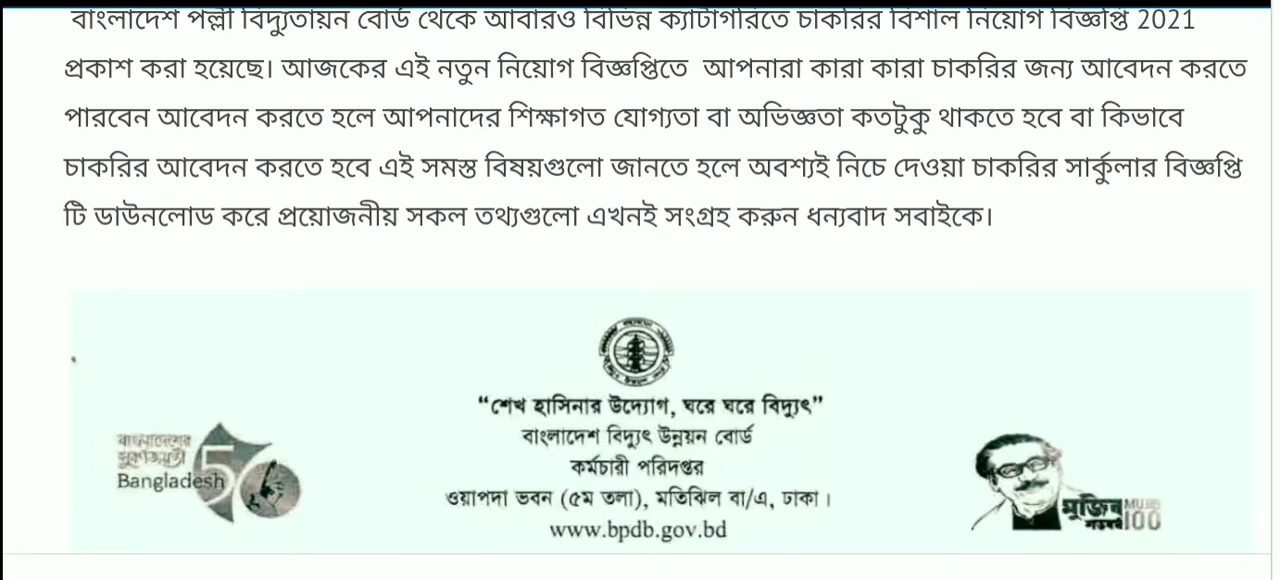 বাংলাদেশ পল্লী বিদ্যুতায়ন বোর্ড থেকে আবারও বিভিন্ন ক্যাটাগরিতে চাকরির বিশাল নিয়োগ বিজ্ঞপ্তি 2021
প্রকাশ করা হয়েছে। আজকের এই নতুন নিয়োগ বিজ্ঞপ্তিতে আপনারা কারা কারা চাকরির জন্য আবেদন করতে
পারবেন আবেদন করতে হলে আপনাদের শিক্ষাগত যোগ্যতা বা অভিজ্ঞতা কতটুকু থাকতে হবে বা কিভাবে
চাকরির আবেদন করতে হবে এই সমস্ত বিষয়গুলো জানতে হলে অবশ্যই নিচে দেওয়া চাকরির সার্কুলার বিজ্ঞপ্তি
টি ডাউনলোড করে প্রয়োজনীয় সকল তথ্যগুলো এখনই সংগ্রহ করুন ধন্যবাদ সবাইকে।
“শেখ হাসিনার উদ্যোগ, ঘরে ঘরে বিদ্যুৎ”
বাংলাদেশ বিদ্যুৎ উন্নয়ন বোর্ড
কর্মচারী পরিদপ্তর
ওয়াপদা ভবন (৫ম তলা), মতিঝিল বা/এ, ঢাকা।
www.bpdb.gov.bd
বাংলাদেশের
সুবর্ণজয়ন্তী
50
Bangladesh
মুজিব MUJIB
শতবর্ষ 100